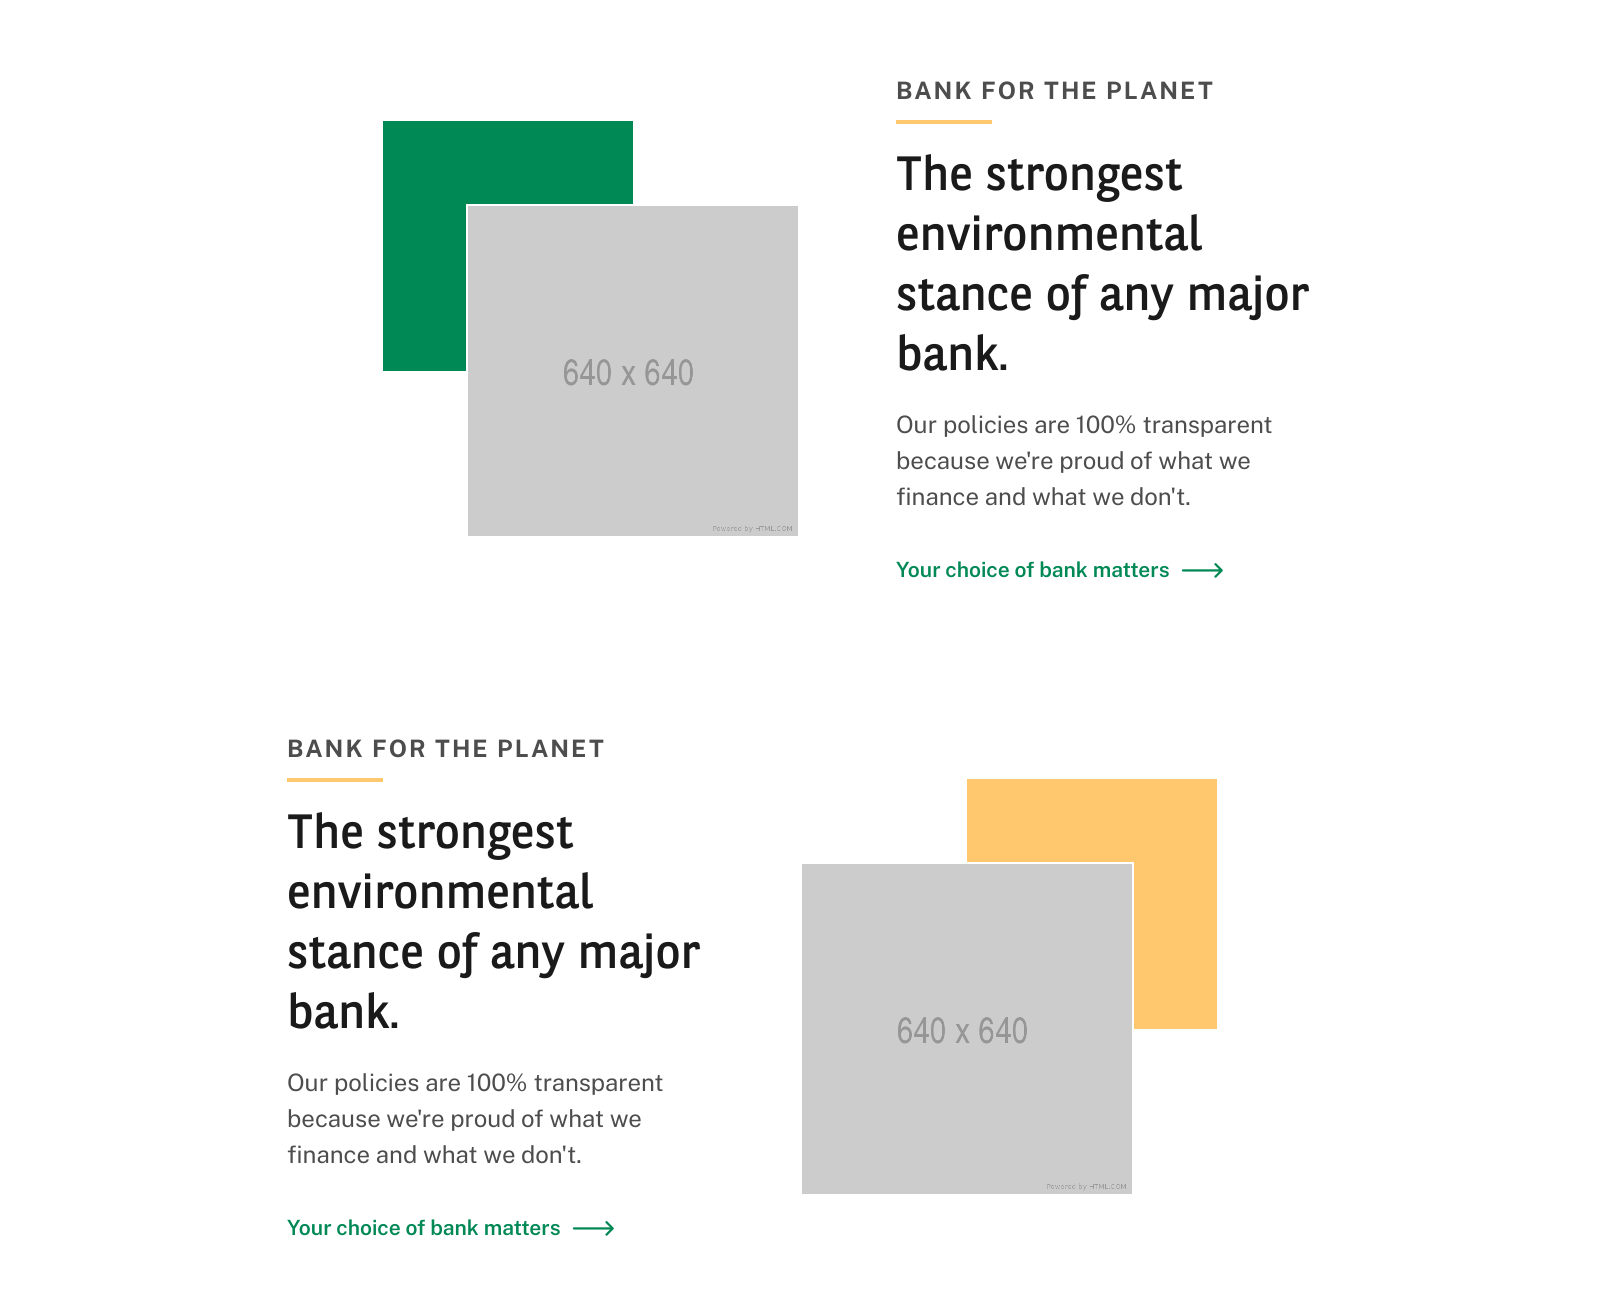 BANK FOR THE PLANET
The strongest
environmental
stance of any major
bank.
Our policies are 100% transparent
because we're proud of what we
finance and what we don't.
Your choice of bank matters
640 x 640
Powered by HTML.COM
BANK FOR THE PLANET
The strongest
environmental
stance of any major
bank.
Our policies are 100% transparent
because we're proud of what we
finance and what we don't.
Your choice of bank matters
640 x 640
Powered by HTML.COM